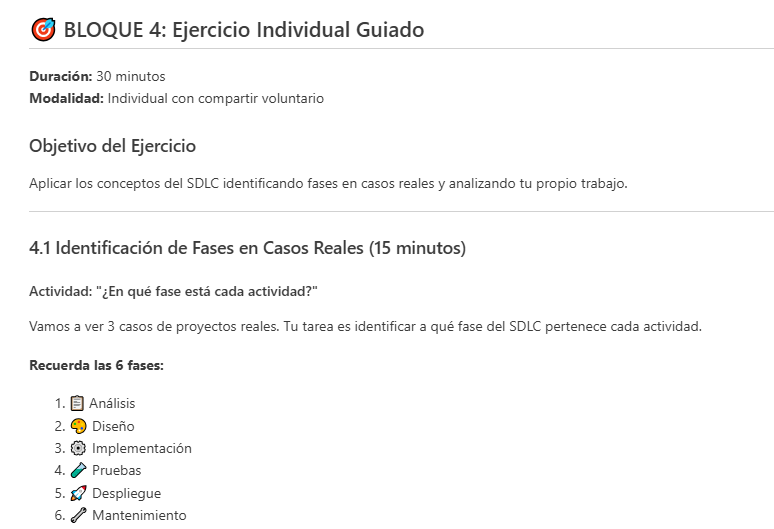 🎯 BLOQUE 4: Ejercicio Individual Guiado
Duración: 30 minutos
Modalidad: Individual con compartir voluntario
Objetivo del Ejercicio
Aplicar los conceptos del SDLC identificando fases en casos reales y analizando tu propio trabajo.
4.1 Identificación de Fases en Casos Reales (15 minutos)
Actividad: "¿En qué fase está cada actividad?"
Vamos a ver 3 casos de proyectos reales. Tu tarea es identificar a qué fase del SDLC pertenece cada actividad.
Recuerda las 6 fases:
1. 📋 Análisis
2. 🎨 Diseño
3. ⚙️ Implementación
4. 🧪 Pruebas
5. 🚀 Despliegue
6. 🔧 Mantenimiento